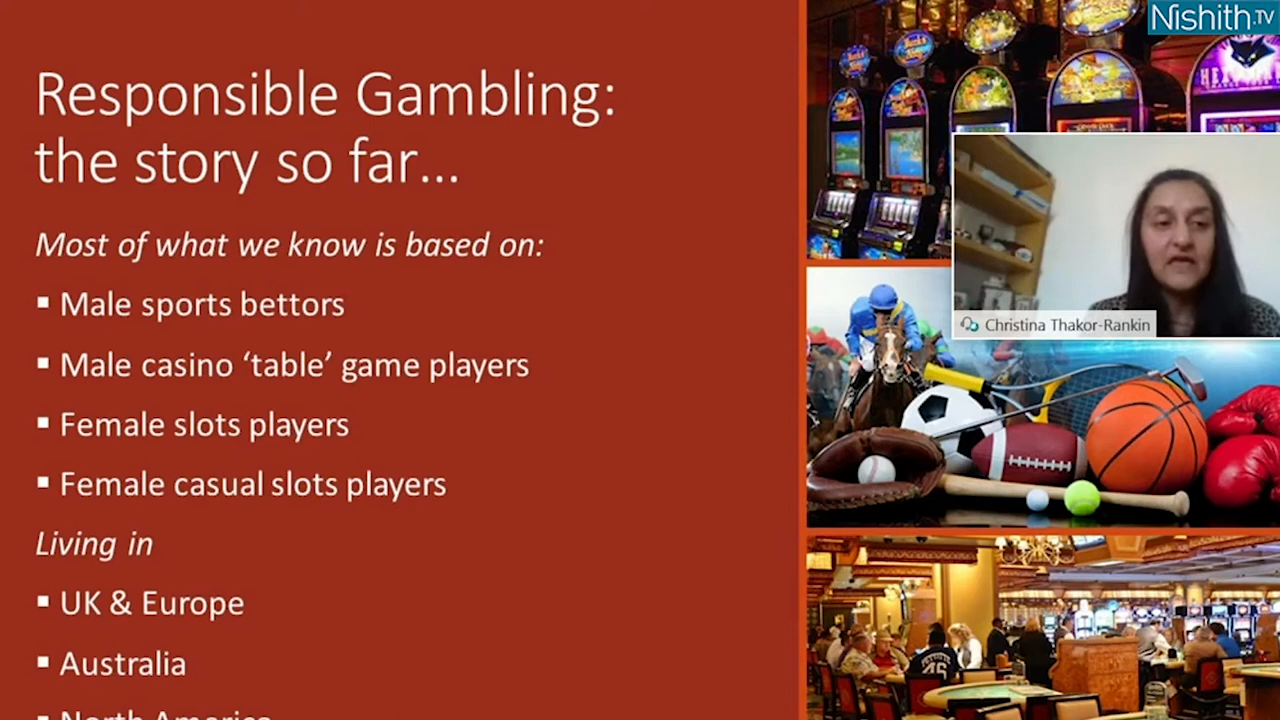 Nishith.TV
Responsible Gambling:
the story so far...
Most of what we know is based on:
▪ Male sports bettors
▪ Male casino ‘table’ game players
▪ Female slots players
▪ Female casual slots players
Living in
▪ UK & Europe
▪ Australia
▪ North America
Christina Thakor-Rankin